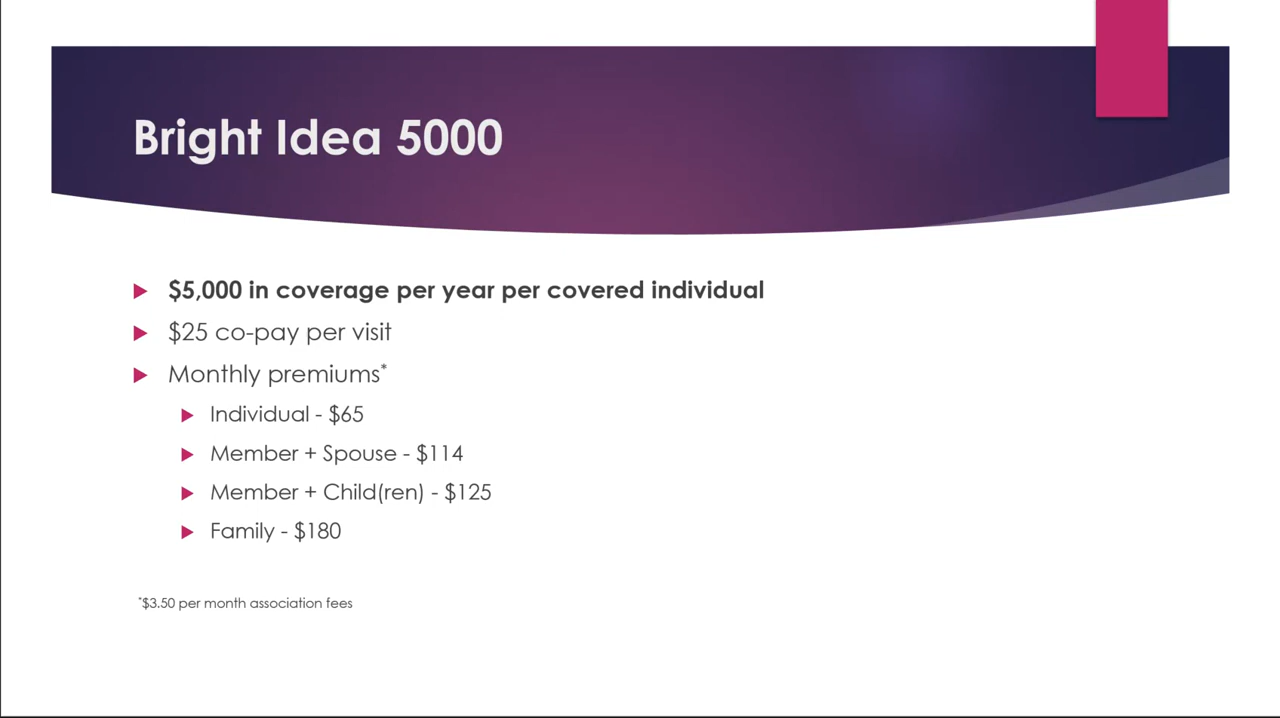 Bright Idea 5000
$5,000 in coverage per year per covered individual
$25 co-pay per visit
Monthly premiums*
Individual - $65
Member + Spouse - $114
Member + Child(ren) - $125
Family - $180
*$3.50 per month association fees